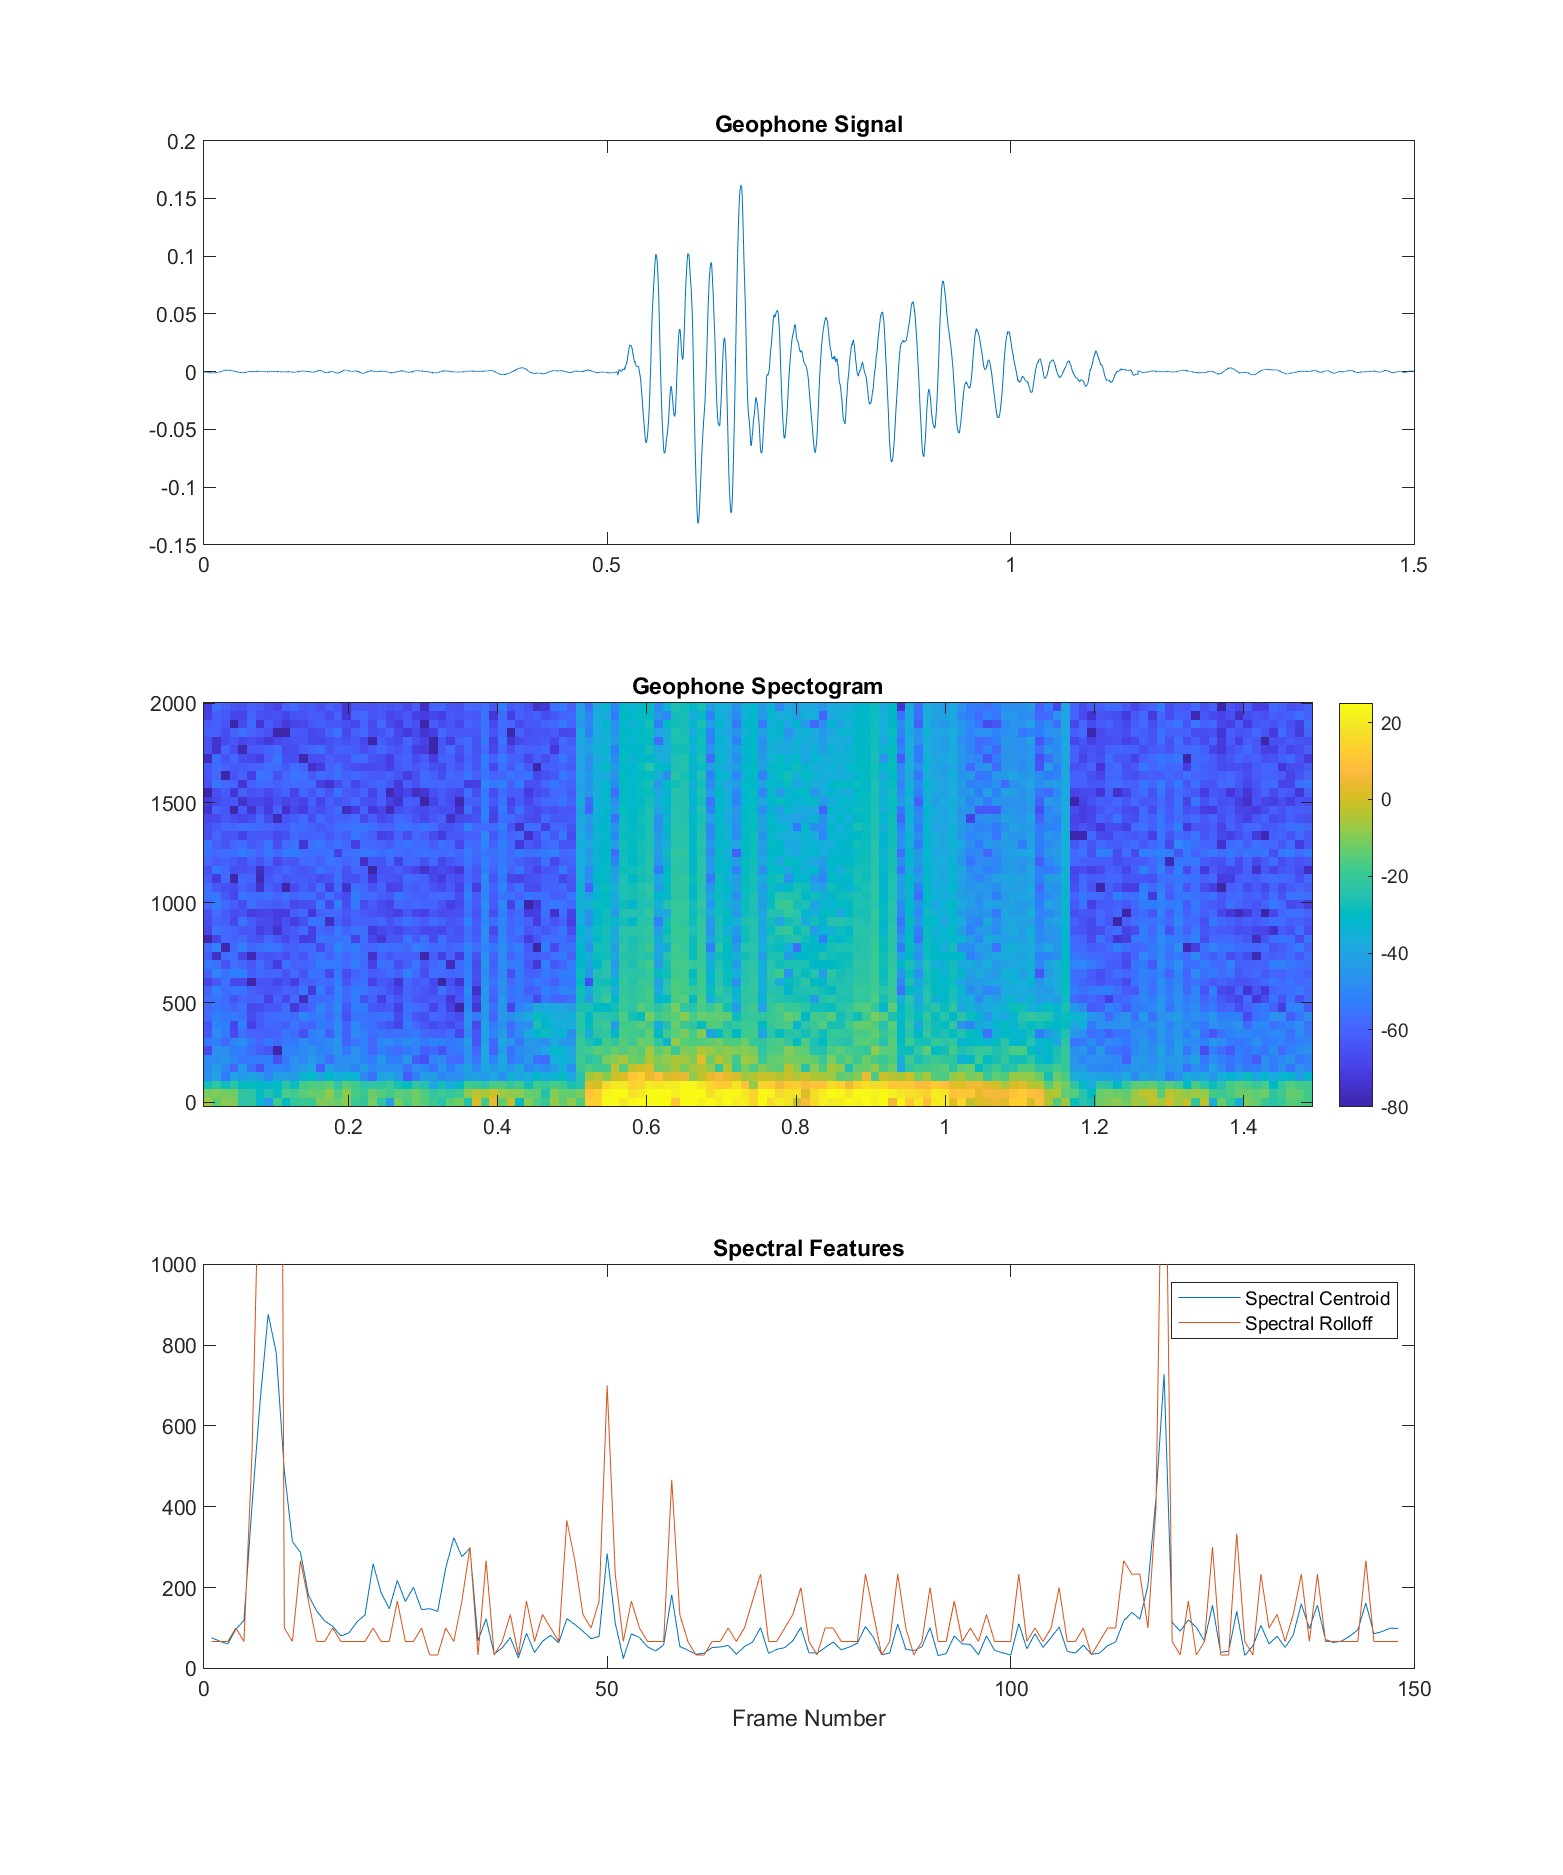 Geophone Signal
0.2
0.15
0.1
0.05
0
-0.05
-0.1
-0.15
0 0.5 1 1.5
Geophone Spectogram
2000
1500
1000
500
0
0.2 0.4 0.6 0.8 1 1.2 1.4
20
0
-20
-40
-60
-80
Spectral Features
1000
800
600
400
200
0
0 50 100 150
Spectral Centroid
Spectral Rolloff
Frame Number